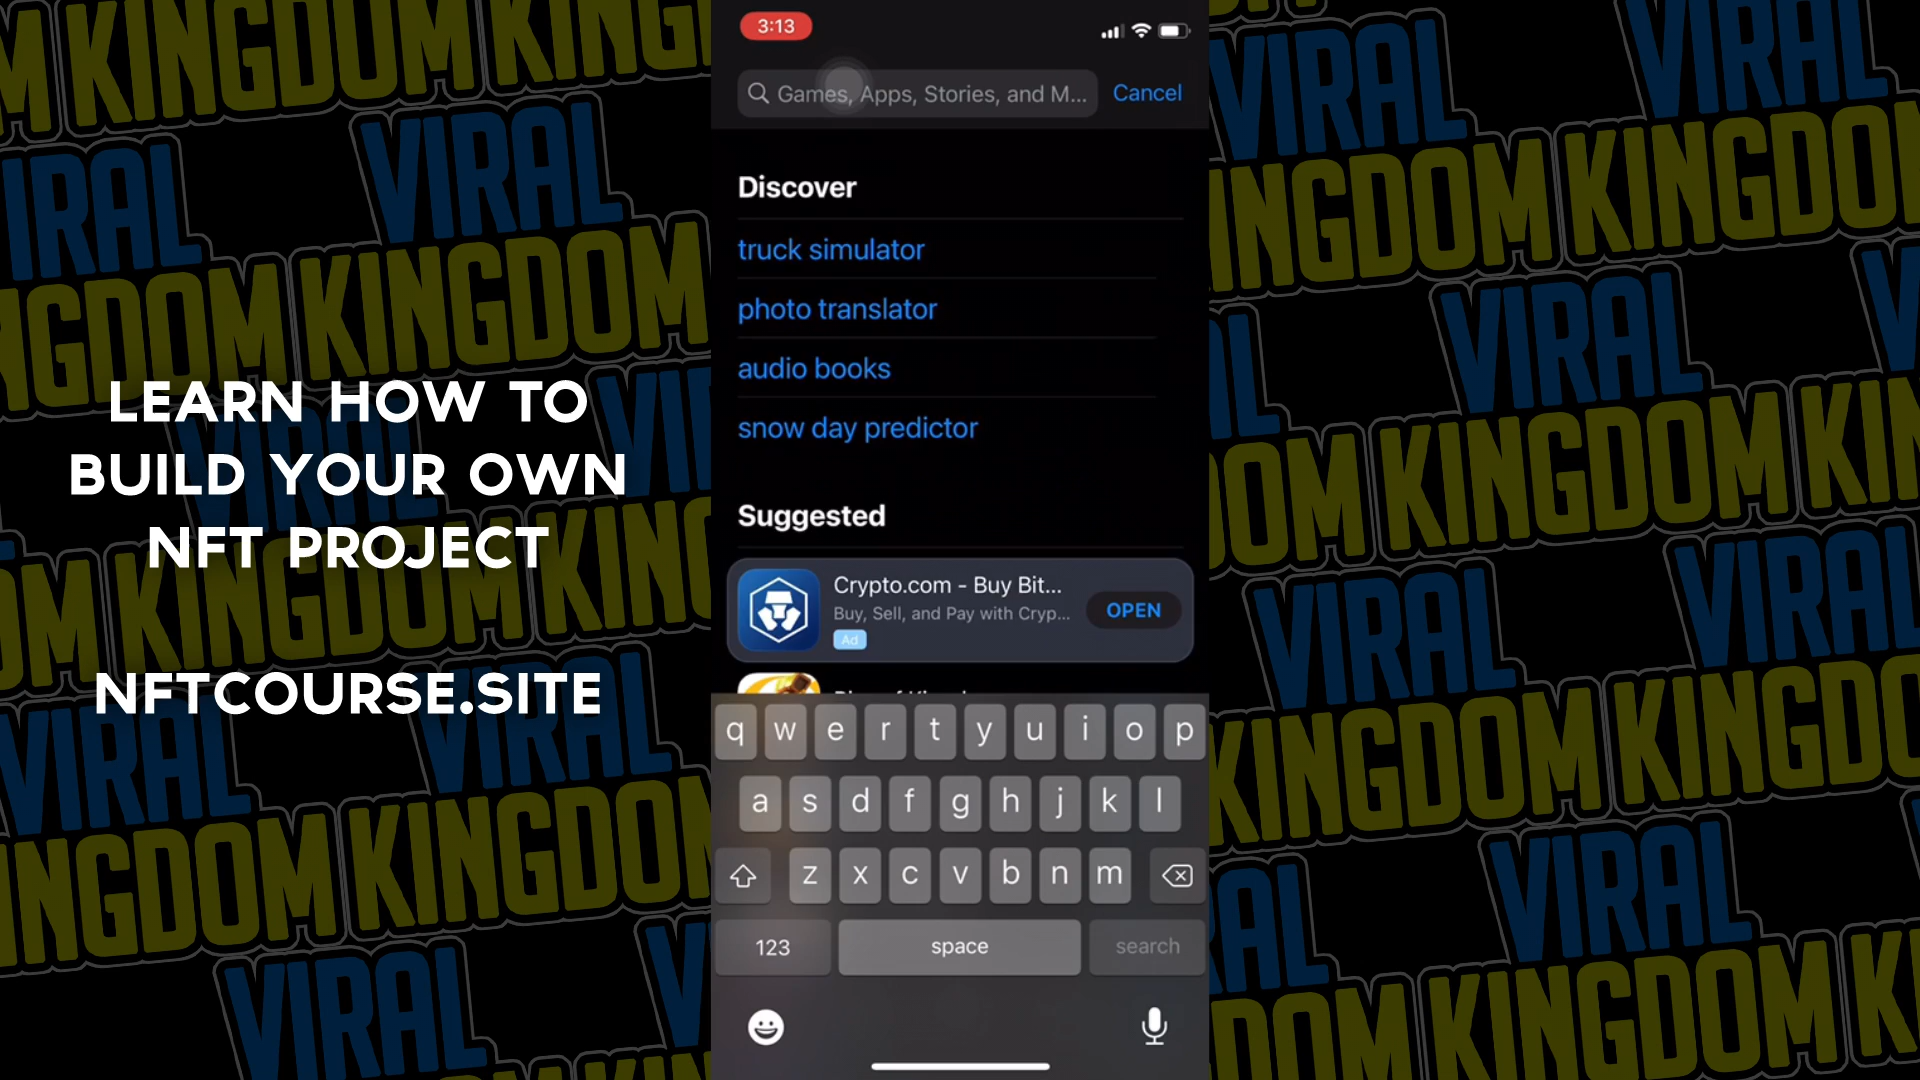 VIRAL KINGDOM
LEARN HOW TO
BUILD YOUR OWN
NFT PROJECT
NFTCOURSE.SITE
3:13
Games, Apps, Stories, and M...
Cancel
Discover
truck simulator
photo translator
audio books
snow day predictor
Suggested
Crypto.com - Buy Bit...
Buy, Sell, and Pay with Cryp...
Ad
OPEN
q w e r t y u i o p
a s d f g h j k l
z x c v b n m
123 space search